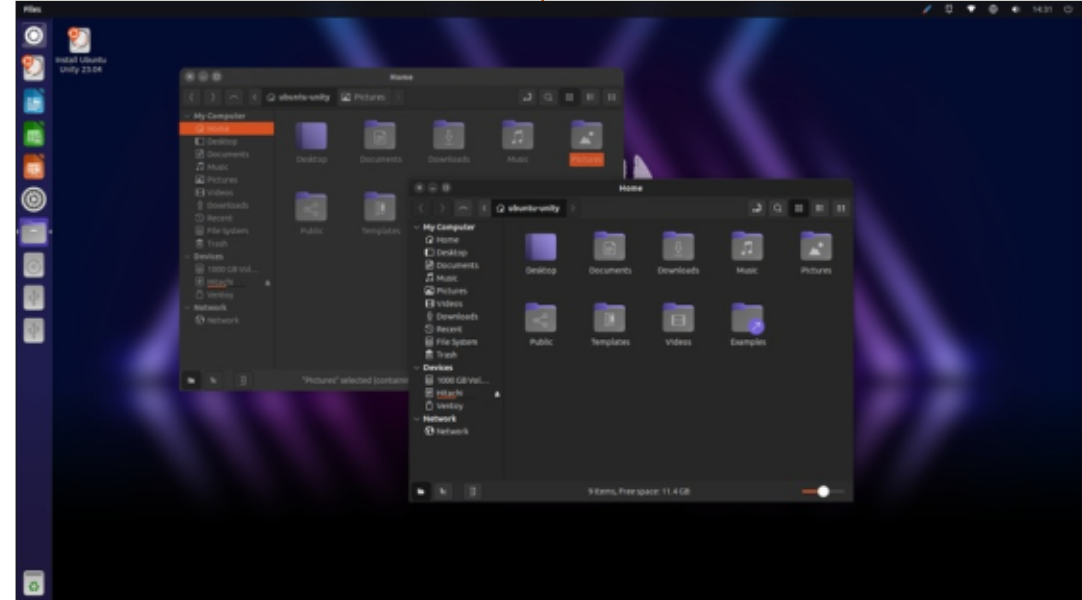 Files
14:31
Install Ubuntu
Unity 23.04
Home
ubuntu-unity
Pictures
My Computer
Home
Desktop
Documents
Music
Pictures
Videos
Downloads
Recent
File System
Trash
Devices
1000 GB Vol...
Hitachi
Ventoy
Network
Network
Desktop
Documents
Downloads
Music
Pictures
Public
Templates
"Pictures" selected (containin
Home
ubuntu-unity
My Computer
Home
Desktop
Documents
Music
Pictures
Videos
Downloads
Recent
File System
Trash
Devices
1000 GB Vol...
Hitachi
Ventoy
Network
Network
Desktop
Documents
Downloads
Music
Pictures
Public
Templates
Videos
Examples
9 items, Free space: 11.4 GB